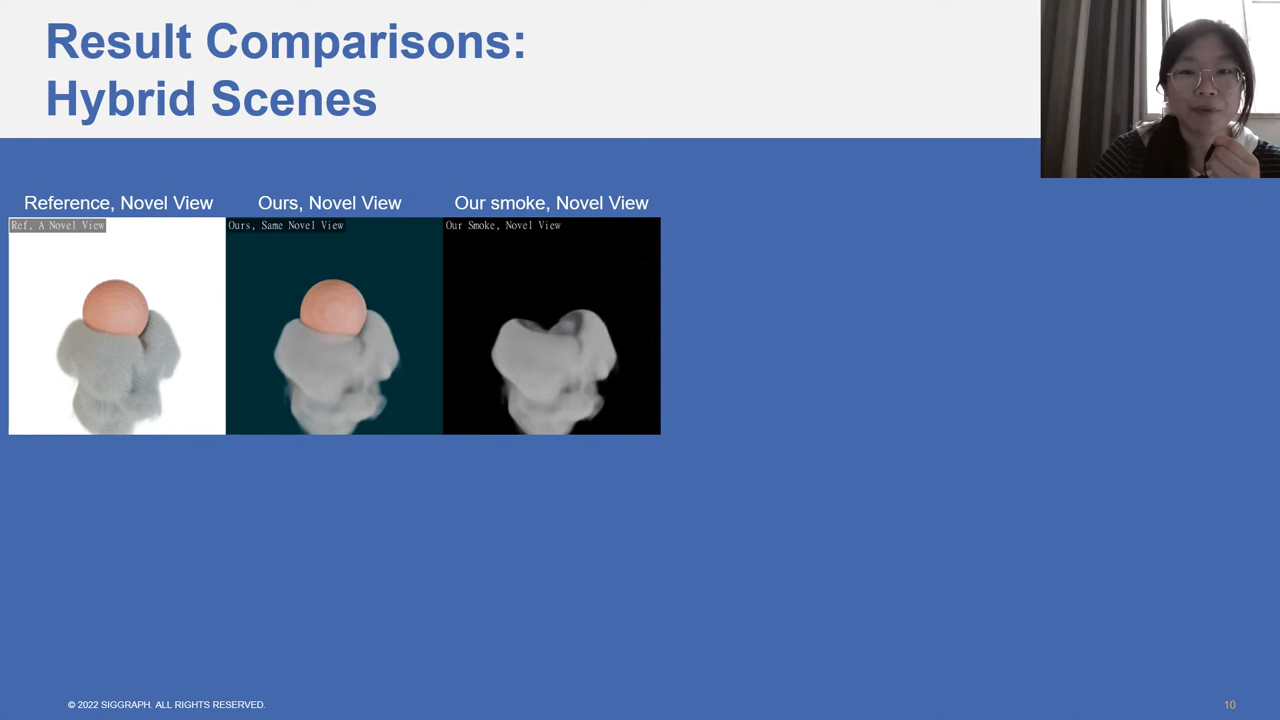 Result Comparisons:
Hybrid Scenes
Reference, Novel View
Ours, Novel View
Our smoke, Novel View
Ref, A Novel View
Ours, Same Novel View
Our Smoke, Novel View
© 2022 SIGGRAPH. ALL RIGHTS RESERVED.
10